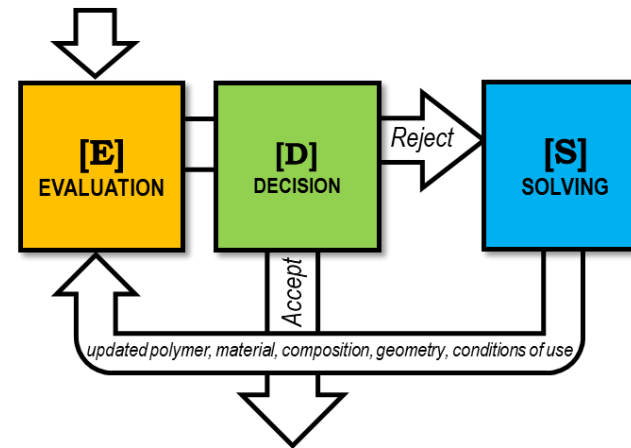 [E]
EVALUATION
[D]
DECISION
Reject
[S]
SOLVING
Accept
updated polymer, material, composition, geometry, conditions of use